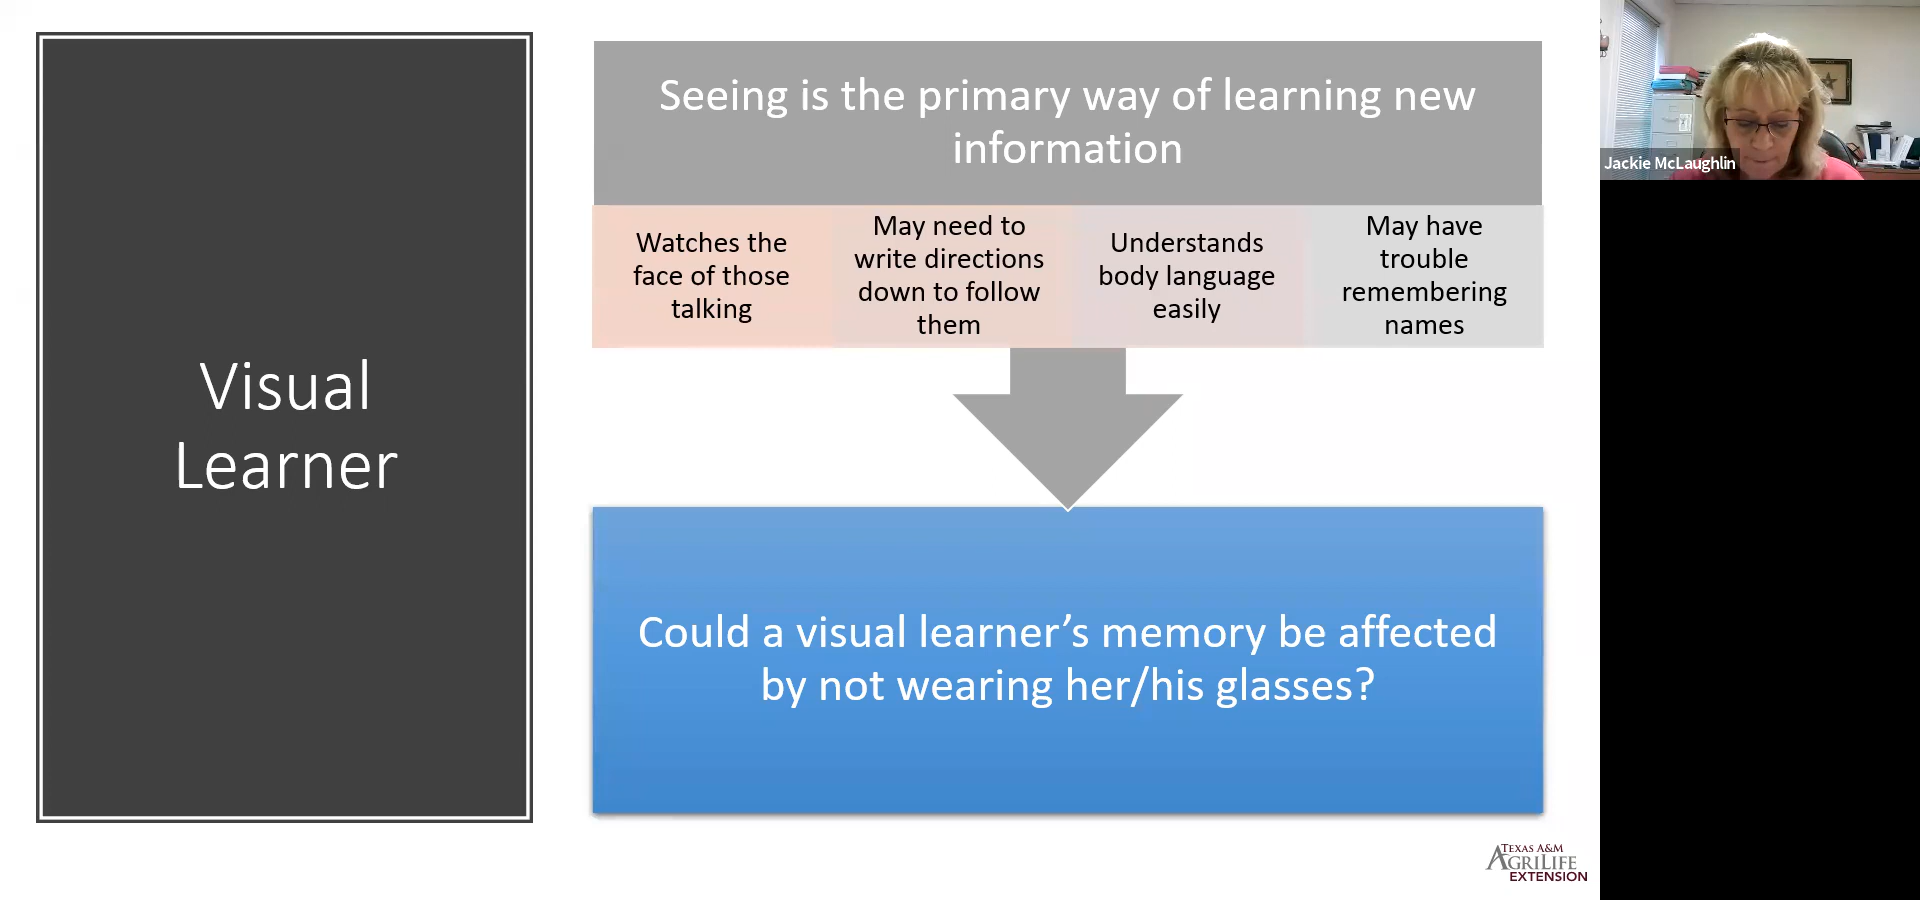 Visual
Learner
Seeing is the primary way of learning new
information
Watches the
face of those
talking
May need to
write directions
down to follow
them
Understands
body language
easily
May have
trouble
remembering
names
Could a visual learner’s memory be affected
by not wearing her/his glasses?
TEXAS A&M
AGRILIFE
EXTENSION
Jackie McLaughlin